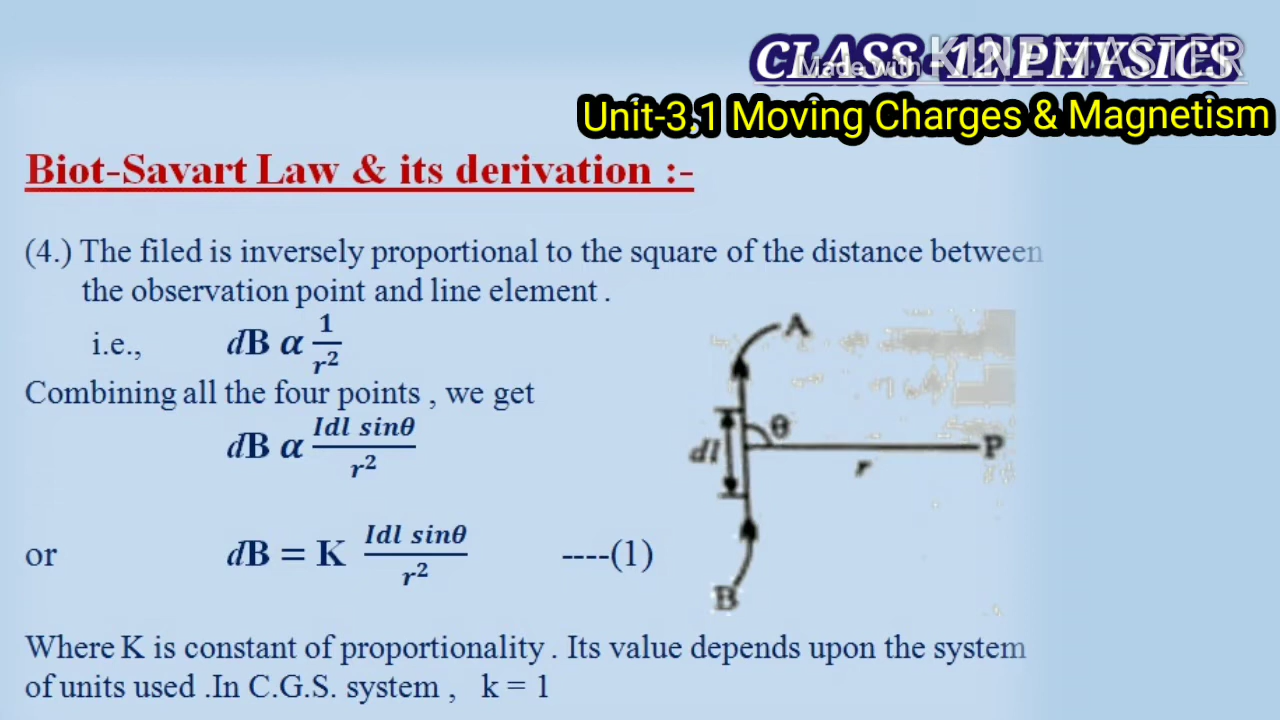 CLASS -12 PHYSICS
Made with KINEMASTER
Unit-3.1 Moving Charges & Magnetism
Biot-Savart Law & its derivation :-
(4.) The filed is inversely proportional to the square of the distance between
the observation point and line element .
i.e., dB α 1/r²
Combining all the four points , we get
dB α Idl sinθ/r²
or dB = K Idl sinθ/r² ----(1)
A
θ
dl
r
P
B
Where K is constant of proportionality . Its value depends upon the system
of units used .In C.G.S. system , k = 1